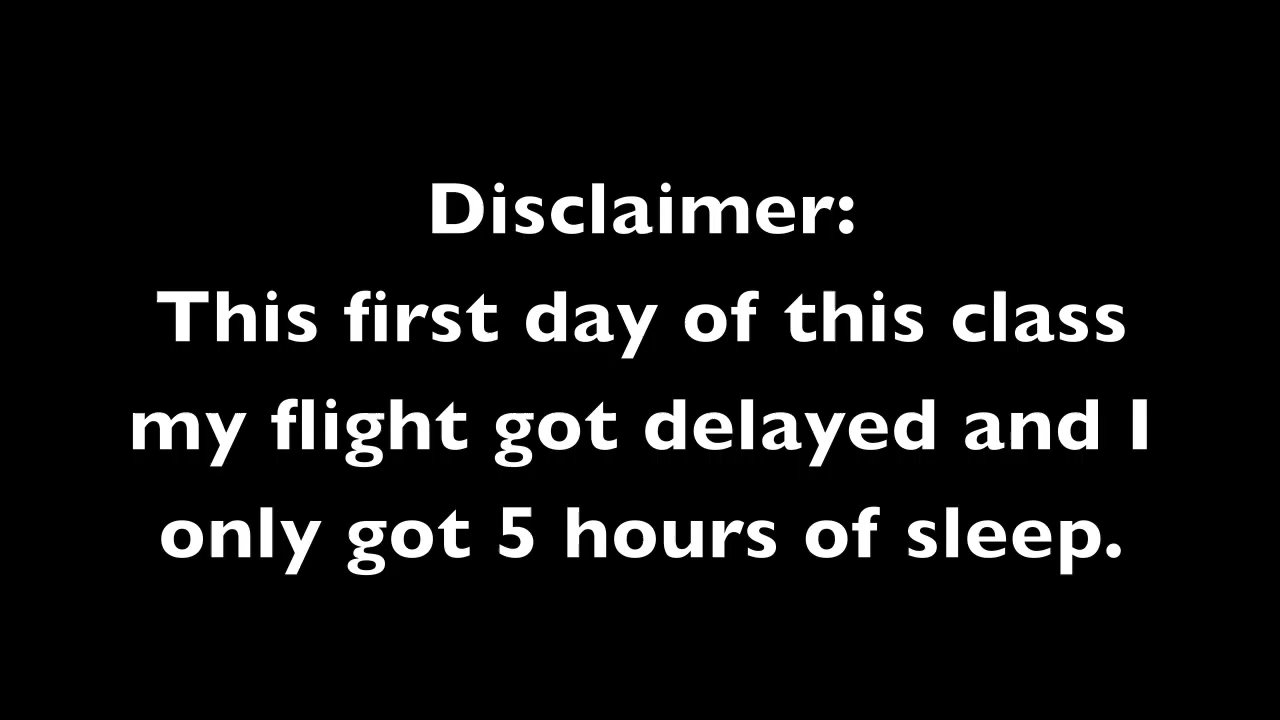 Disclaimer:
This first day of this class
my flight got delayed and I
only got 5 hours of sleep.